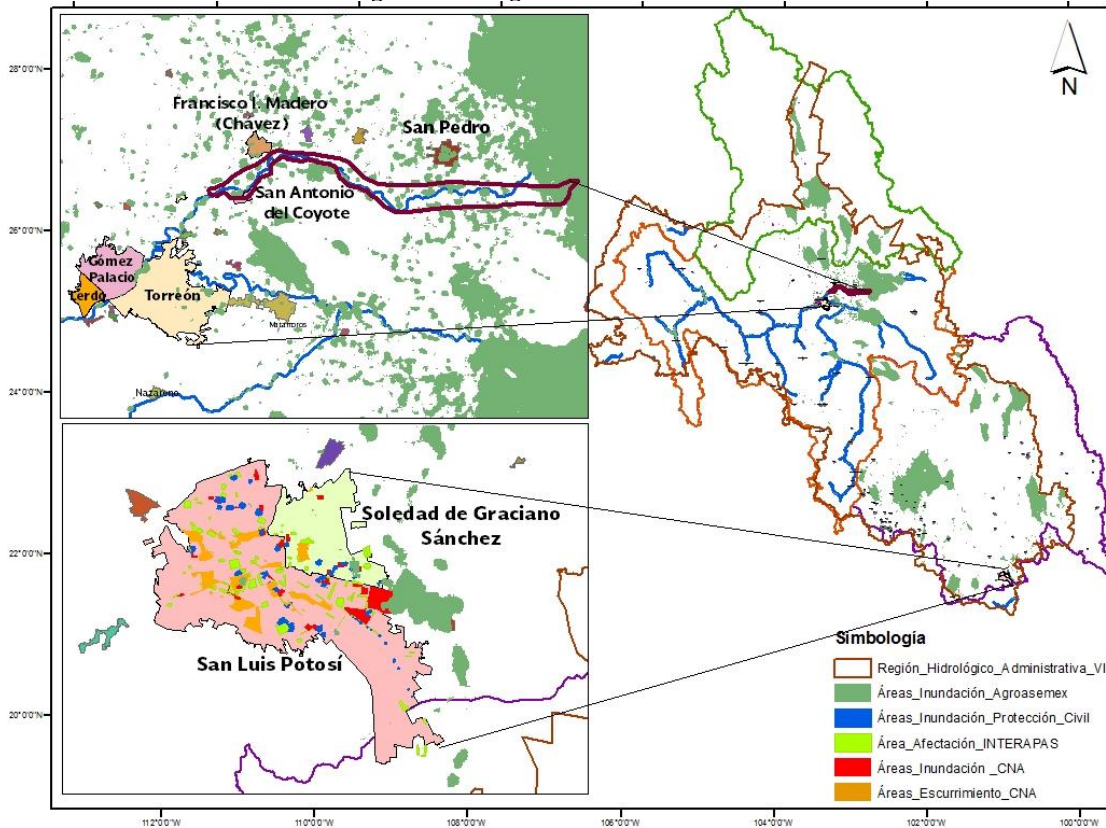 28°0'0"N
26°0'0"N
24°0'0"N
22°0'0"N
20°0'0"N
Francisco I. Madero
(Chávez)
San Pedro
San Antonio
del Coyote
Gómez
Palacio
Lerdo
Torreón
Matamoros
Nazareno
N
Soledad de Graciano
Sánchez
San Luis Potosí
Simbología
Región_Hidrológico_Administrativa_VI
Áreas_Inundación_Agroasemex
Áreas_Inundación_Protección_Civil
Área_Afectación_INTERAPAS
Áreas_Inundación _CNA
Áreas_Escurrimiento_CNA
112°0'0"W
110°0'0"W
108°0'0"W
106°0'0"W
104°0'0"W
102°0'0"W
100°0'0"W